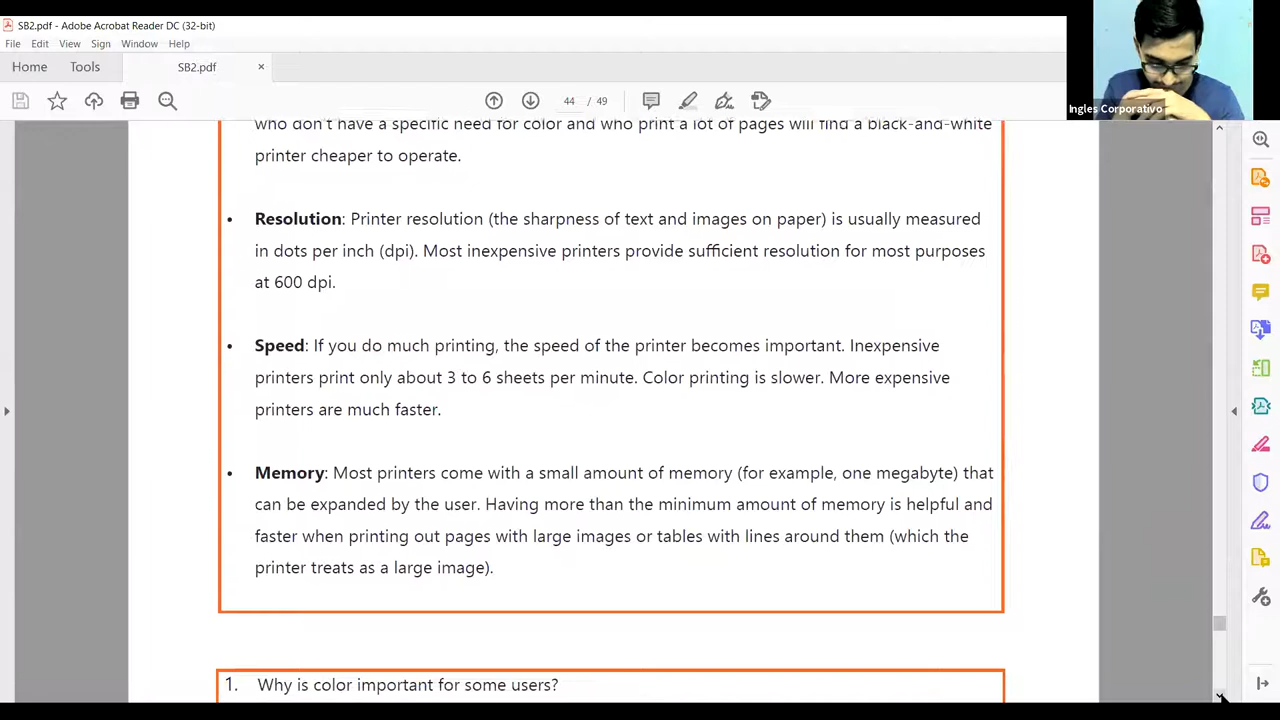 SB2.pdf - Adobe Acrobat Reader DC (32-bit)
File Edit View Sign Window Help
Home Tools SB2.pdf ×
44 / 49
Ingles Corporativo
who don't have a specific need for color and who print a lot of pages will find a black-and-white
printer cheaper to operate.
• Resolution: Printer resolution (the sharpness of text and images on paper) is usually measured
in dots per inch (dpi). Most inexpensive printers provide sufficient resolution for most purposes
at 600 dpi.
• Speed: If you do much printing, the speed of the printer becomes important. Inexpensive
printers print only about 3 to 6 sheets per minute. Color printing is slower. More expensive
printers are much faster.
• Memory: Most printers come with a small amount of memory (for example, one megabyte) that
can be expanded by the user. Having more than the minimum amount of memory is helpful and
faster when printing out pages with large images or tables with lines around them (which the
printer treats as a large image).
1. Why is color important for some users?